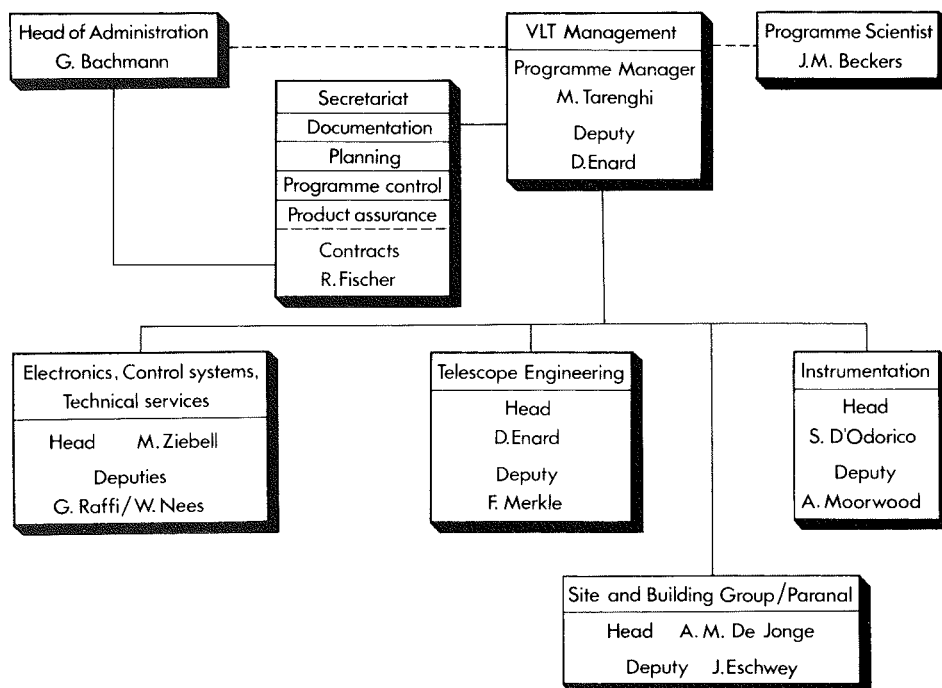 Head of Administration
G. Bachmann
VLT Management
Programme Manager
M. Tarenghi
Deputy
D.Enard
Programme Scientist
J.M. Beckers
Secretariat
Documentation
Planning
Programme control
Product assurance
Contracts
R. Fischer
Electronics, Control systems,
Technical services
Head M. Ziebell
Deputies
G. Raffi/W. Nees
Telescope Engineering
Head
D.Enard
Deputy
F. Merkle
Instrumentation
Head
S. D'Odorico
Deputy
A. Moorwood
Site and Building Group/Paranal
Head A. M. De Jonge
Deputy J.Eschwey